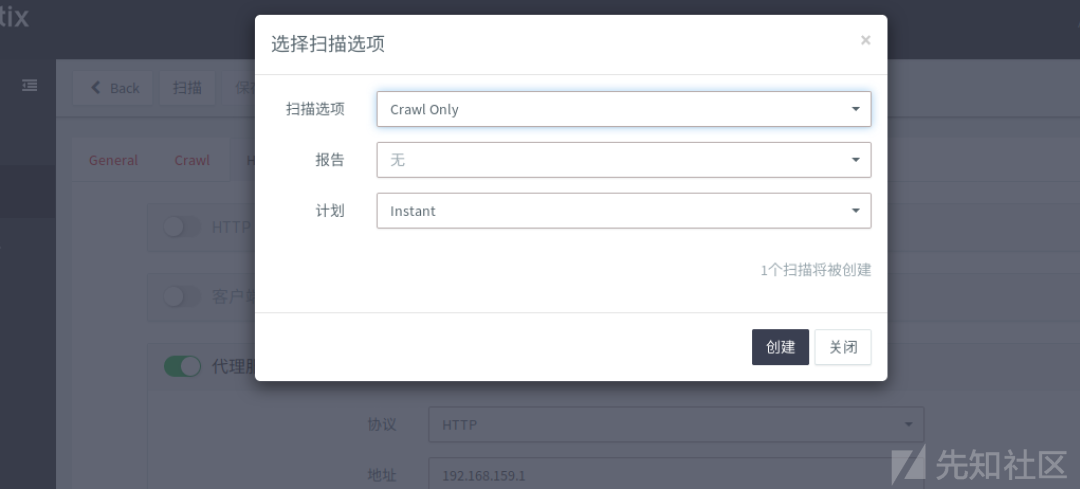 tix
选择扫描选项
×
Back
扫描
扫描选项
Crawl Only
报告
无
计划
Instant
General
Crawl
HTTP
1个扫描将被创建
客户端
创建
关闭
代理服
协议
HTTP
地址
192.168.159.1
先知社区